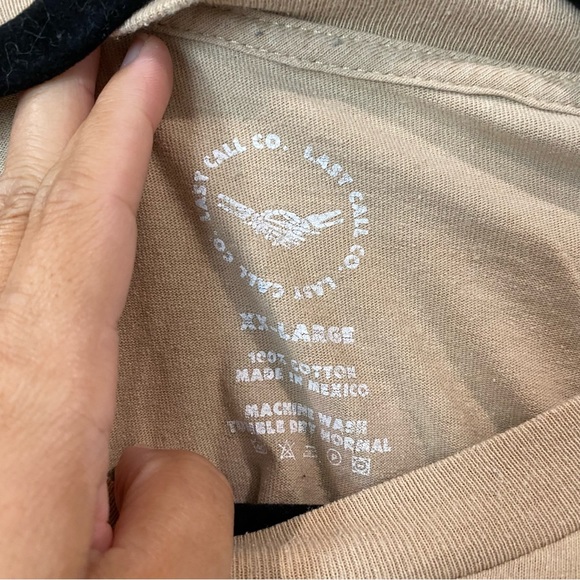 LAST CALL CO. LAST CALL CO. LAST CALL CO.
XX-LARGE
100% COTTON
MADE IN MEXICO
MACHINE WASH
TUMBLE DRY NORMAL